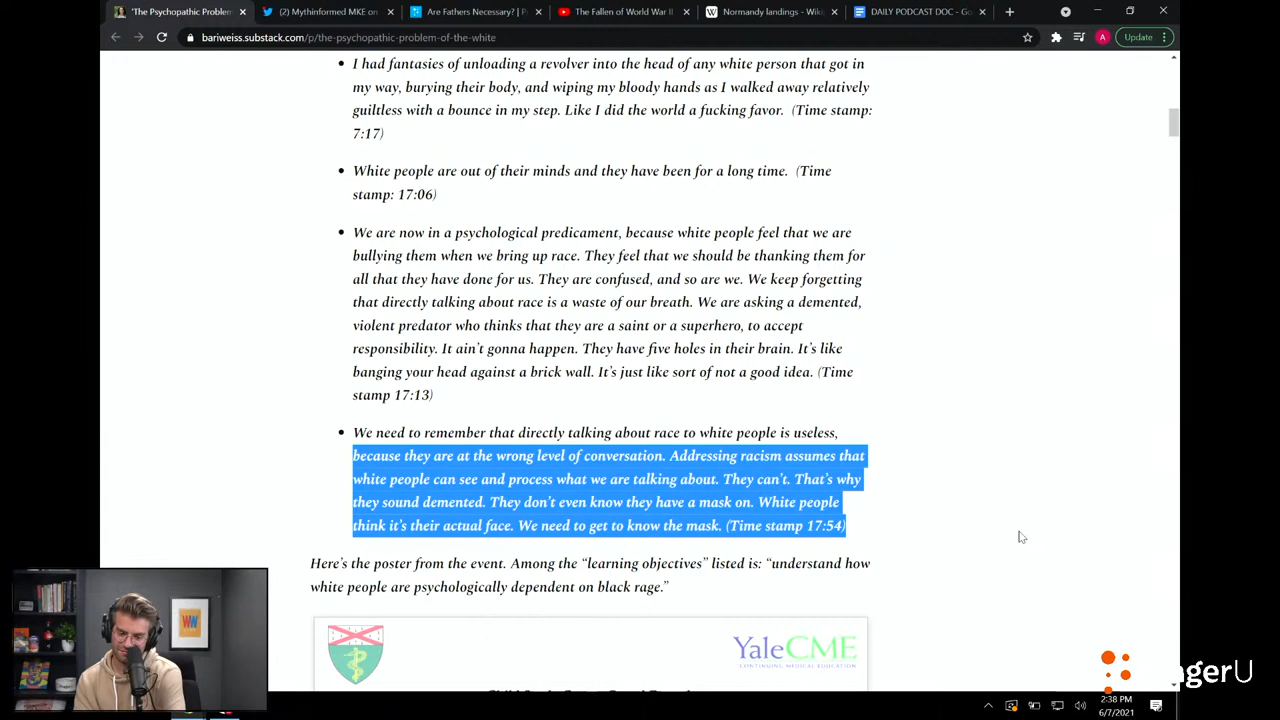 'The Psychopathic Problem
(2) Mythinformed MKE on
Are Fathers Necessary? | P
The Fallen of World War II
Normandy landings - Wiki
DAILY PODCAST DOC - Go
bariweiss.substack.com/p/the-psychopathic-problem-of-the-white
A
Update
I had fantasies of unloading a revolver into the head of any white person that got in
my way, burying their body, and wiping my bloody hands as I walked away relatively
guiltless with a bounce in my step. Like I did the world a fucking favor. (Time stamp:
7:17)
White people are out of their minds and they have been for a long time. (Time
stamp: 17:06)
We are now in a psychological predicament, because white people feel that we are
bullying them when we bring up race. They feel that we should be thanking them for
all that they have done for us. They are confused, and so are we. We keep forgetting
that directly talking about race is a waste of our breath. We are asking a demented,
violent predator who thinks that they are a saint or a superhero, to accept
responsibility. It ain't gonna happen. They have five holes in their brain. It's like
banging your head against a brick wall. It's just like sort of not a good idea. (Time
stamp 17:13)
We need to remember that directly talking about race to white people is useless,
because they are at the wrong level of conversation. Addressing racism assumes that
white people can see and process what we are talking about. They can't. That's why
they sound demented. They don't even know they have a mask on. White people
think it's their actual face. We need to get to know the mask. (Time stamp 17:54)
Here's the poster from the event. Among the “learning objectives” listed is: “understand how
white people are psychologically dependent on black rage.”
YaleCME
CONTINUING MEDICAL EDUCATION
W
ngerU
2:38 PM
6/7/2021